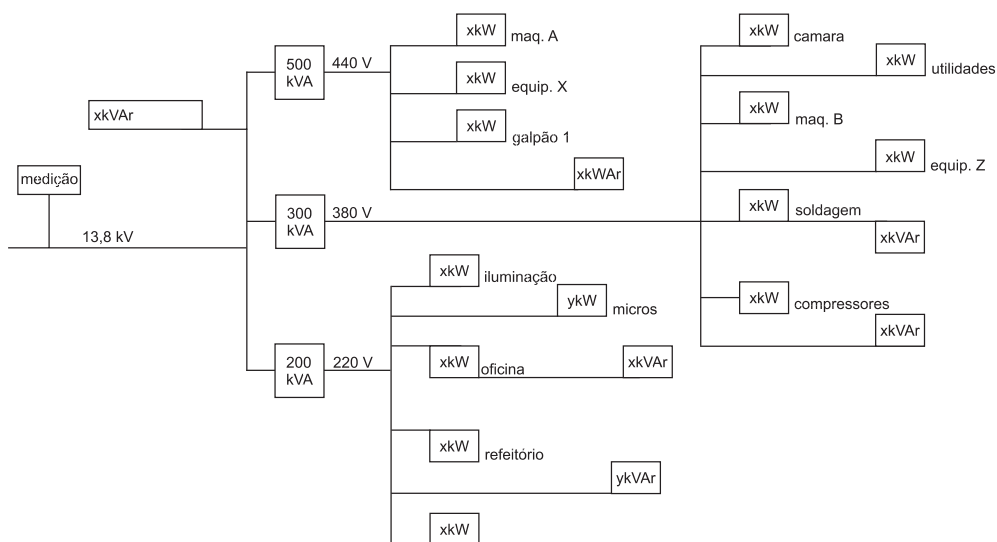 xkVAr
medição
13,8 kV
500
kVA
440 V
xkW
maq. A
xkW
equip. X
xkW
galpão 1
xkWAr
300
kVA
380 V
xkW
camara
xkW
utilidades
xkW
maq. B
xkW
equip. Z
xkW
soldagem
xkVAr
xkW
compressores
xkVAr
200
kVA
220 V
xkW
iluminação
ykW
micros
xkW
oficina
xkVAr
xkW
refeitório
ykVAr
xkW